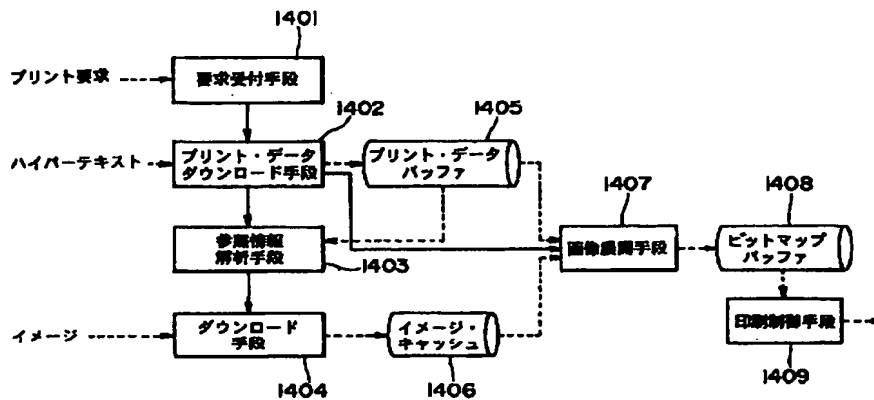 1401
プリント要求
要求受付手段
1402
1405
ハイパーテキスト
プリント・データ
ダウンロード手段
プリント・データ
バッファ
1407
1408
参照情報
解析手段
1403
画像展開手段
ビットマップ
バッファ
イメージ
ダウンロード
手段
イメージ・
キャッシュ
印刷制御手段
1404
1406
1409